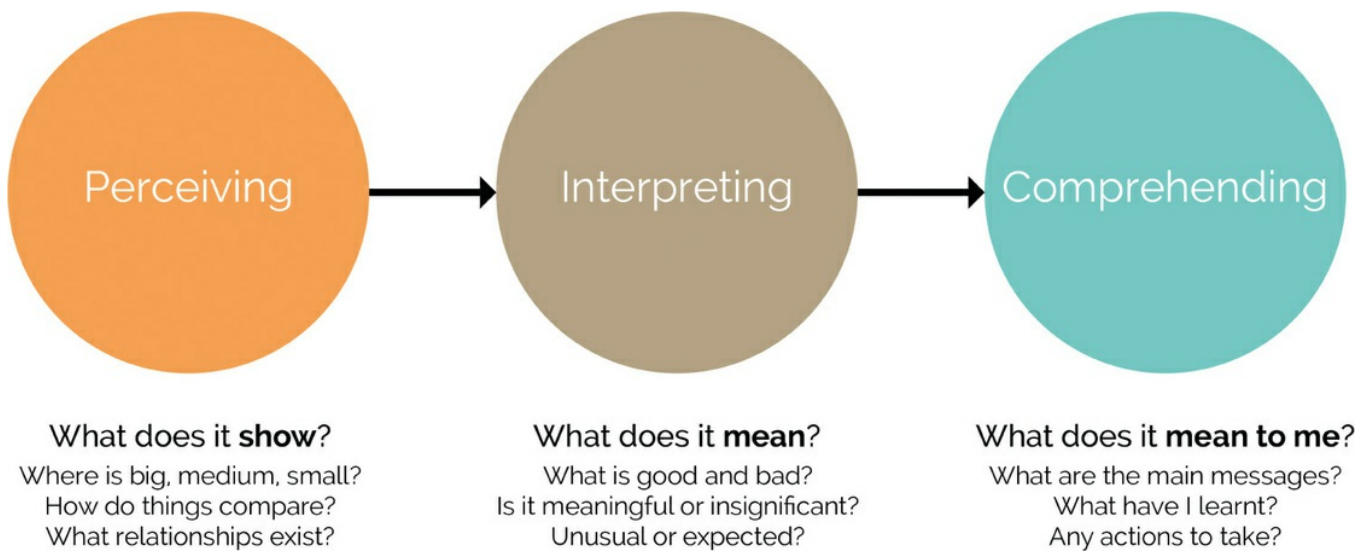 Perceiving
Interpreting
Comprehending
What does it show?
Where is big, medium, small?
How do things compare?
What relationships exist?
What does it mean?
What is good and bad?
Is it meaningful or insignificant?
Unusual or expected?
What does it mean to me?
What are the main messages?
What have I learnt?
Any actions to take?